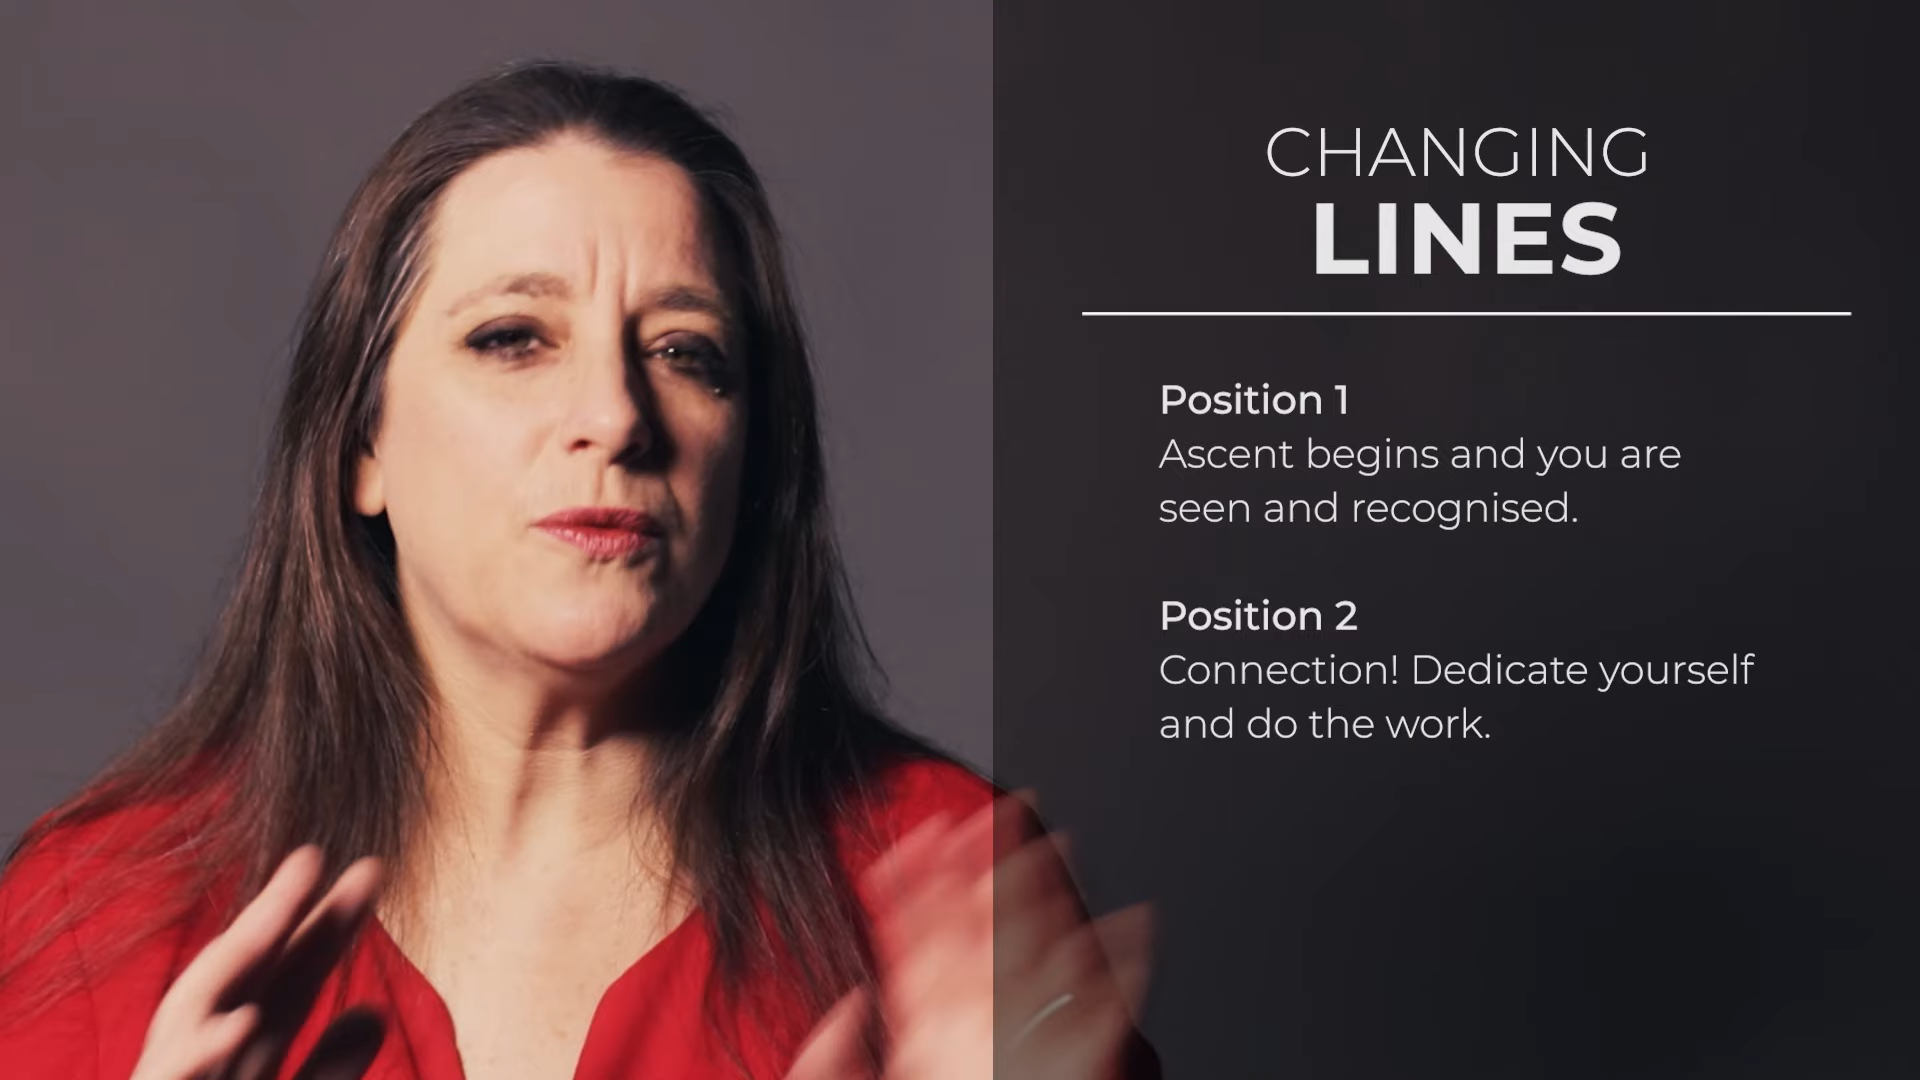 CHANGING
LINES
Position 1
Ascent begins and you are
seen and recognised.
Position 2
Connection! Dedicate yourself
and do the work.